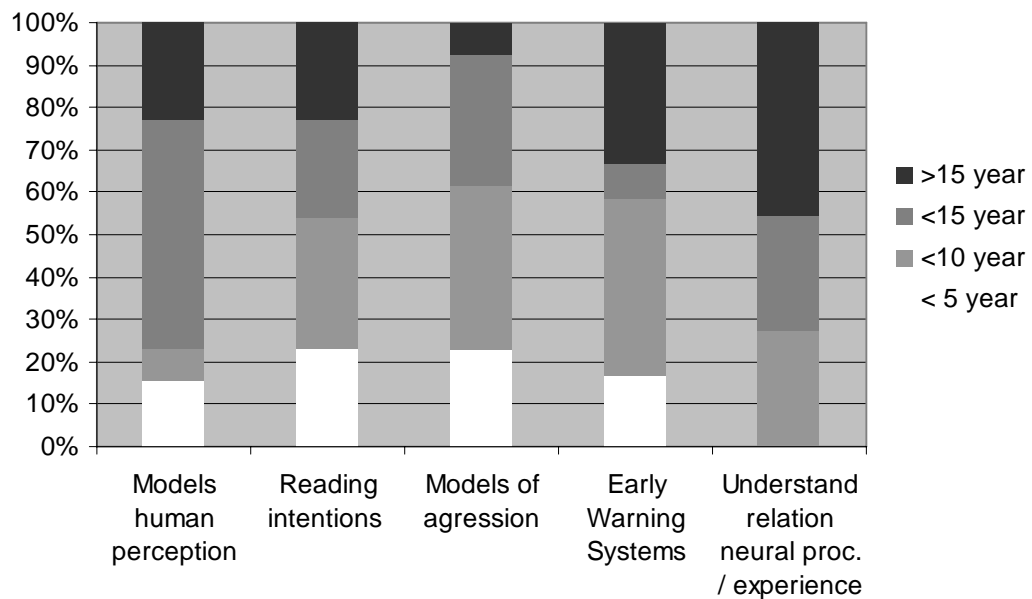 100%
90%
80%
70%
60%
50%
40%
30%
20%
10%
0%
Models
human
perception
Reading
intentions
Models of
agression
Early
Warning
Systems
Understand
relation
neural proc.
/ experience
>15 year
<15 year
<10 year
< 5 year